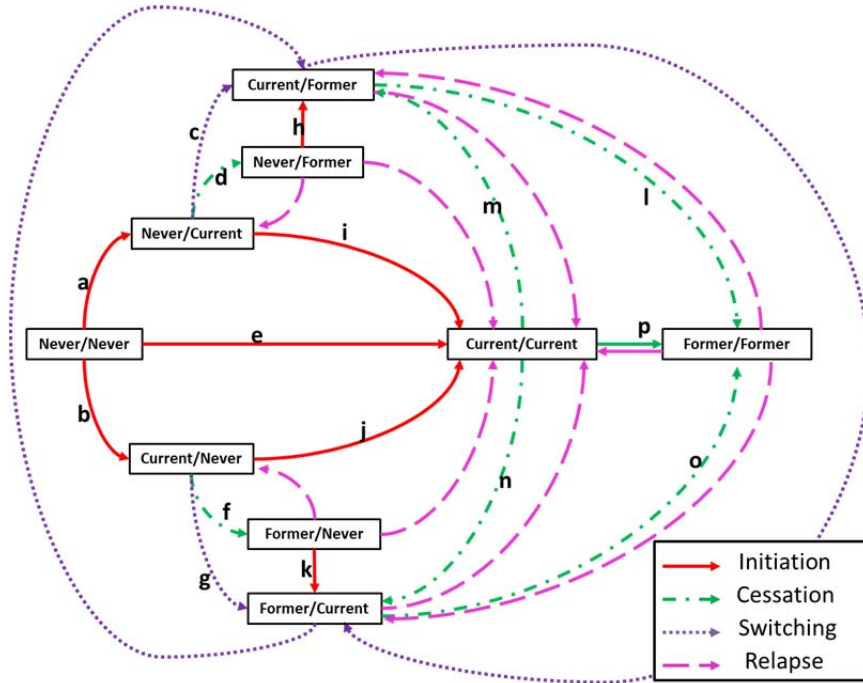 Current/Former
h
c
Never/Former
d
m
l
Never/Current
i
a
Never/Never
e
Current/Current
p
Former/Former
b
j
Current/Never
o
n
f
Former/Never
g
k
Former/Current
Initiation
Cessation
Switching
Relapse